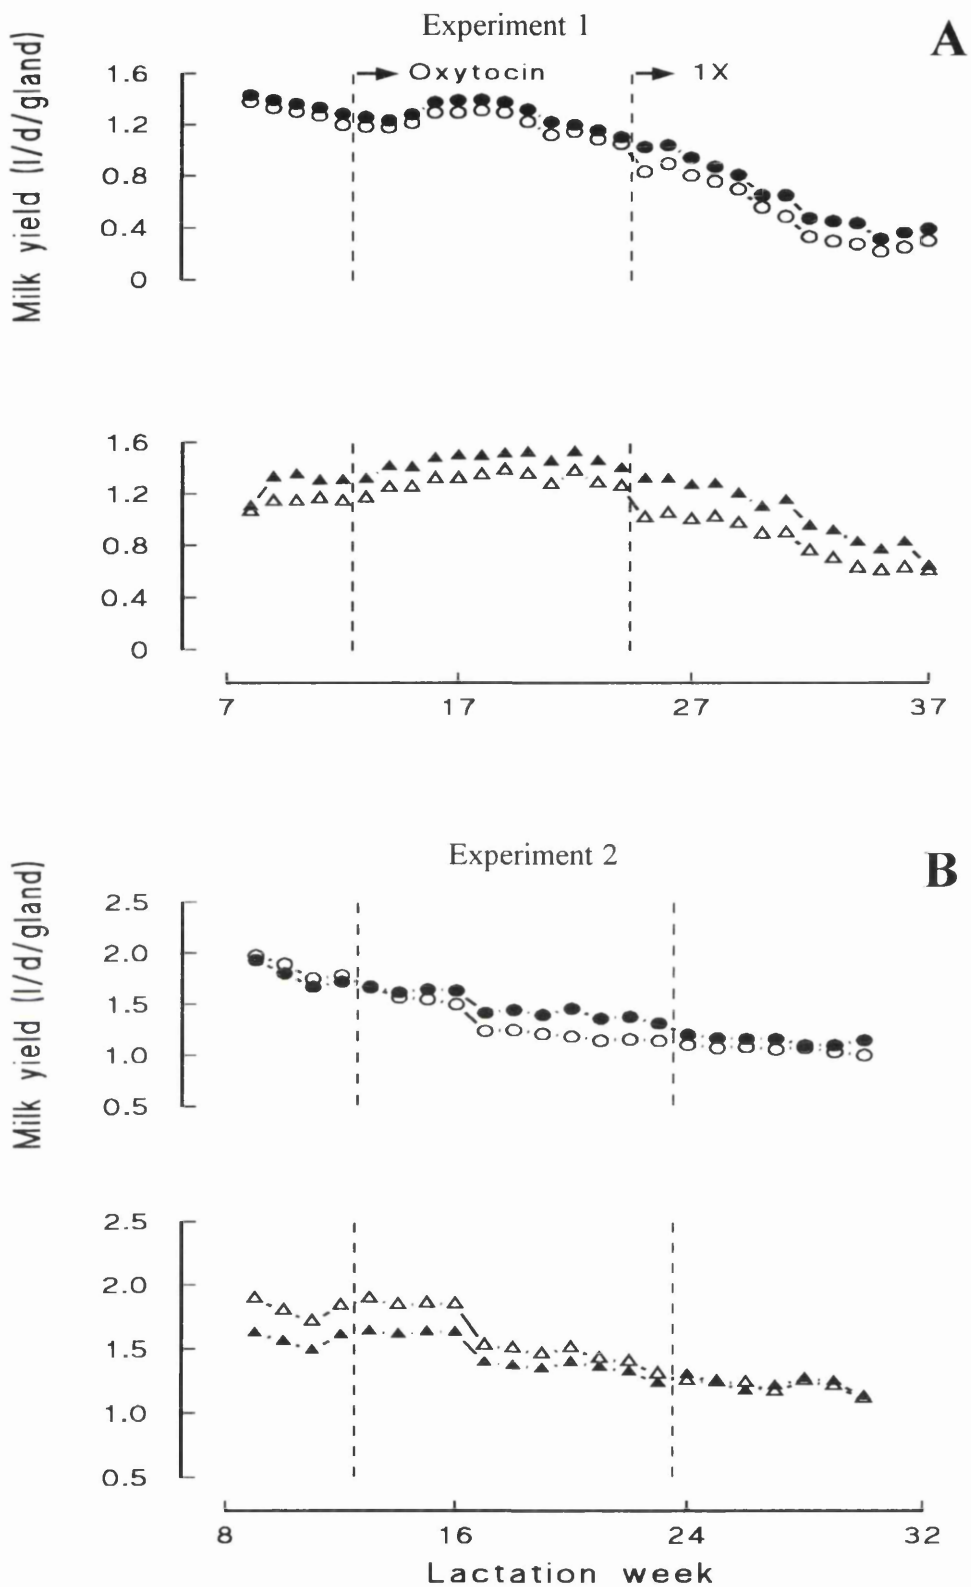 Experiment 1
A
Milk yield (l/d/gland)
1.6
Oxytocin
1X
1.2
0.8
0.4
0
1.6
1.2
0.8
0.4
0
7 17 27 37
Experiment 2
B
Milk yield (l/d/gland)
2.5
2.0
1.5
1.0
0.5
2.5
2.0
1.5
1.0
0.5
8 16 24 32
Lactation week